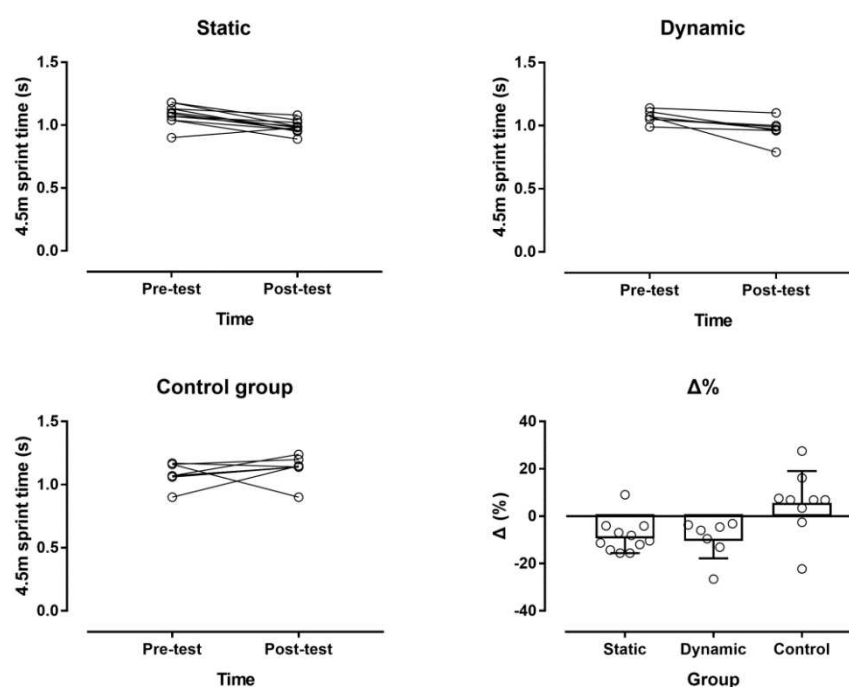 Static
4.5m sprint time (s)
1.5
1.0
0.5
0.0
Pre-test Post-test
Time
Dynamic
4.5m sprint time (s)
1.5
1.0
0.5
0.0
Pre-test Post-test
Time
Control group
4.5m sprint time (s)
1.5
1.0
0.5
0.0
Pre-test Post-test
Time
Δ%
Δ (%)
40
20
0
-20
-40
Static Dynamic Control
Group